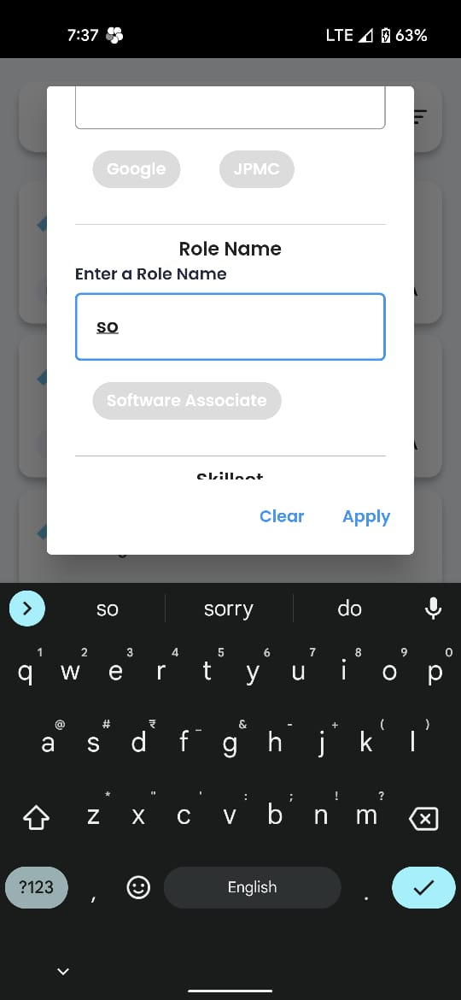 7:37 LTE 63%
Google JPMC
Role Name
Enter a Role Name
so
Software Associate
Skillset
Clear Apply
so sorry do
1 2 3 4 5 6 7 8 9 0
q w e r t y u i o p
@ # ₹ _ & - + ( )
a s d f g h j k l
* " ' : ; ! ?
z x c v b n m
?123 , English .